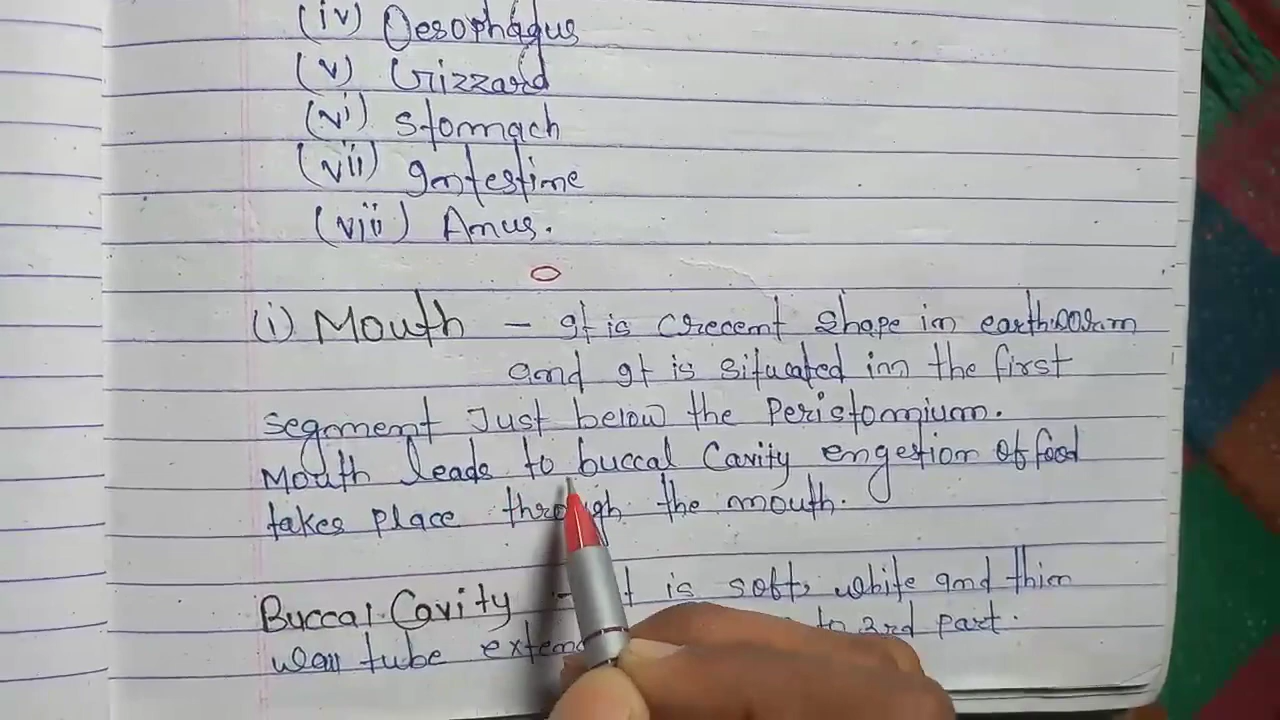 (iv) Oesophagus
(v) Gizzard
(vi) Stomach
(vii) Intestine
(viii) Anus.
(i) Mouth - It is Crecent Shape in earthworm
and It is situated in the first
segment Just below the Peristomium.
Mouth leads to buccal Cavity engestion of food
takes place through the mouth.
Buccal Cavity - It is soft, white and thin
wall tube to 3rd part.